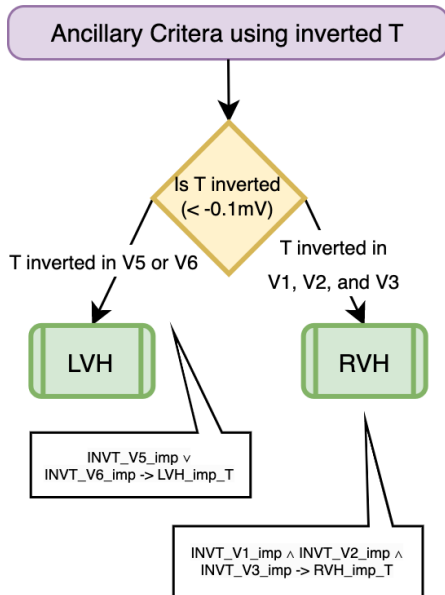 Ancillary Critera using inverted T
Is T inverted
(< -0.1mV)
T inverted in V5 or V6
T inverted in
V1, V2, and V3
LVH
RVH
INVT_V5_imp ∨
INVT_V6_imp -> LVH_imp_T
INVT_V1_imp ∧ INVT_V2_imp ∧
INVT_V3_imp -> RVH_imp_T